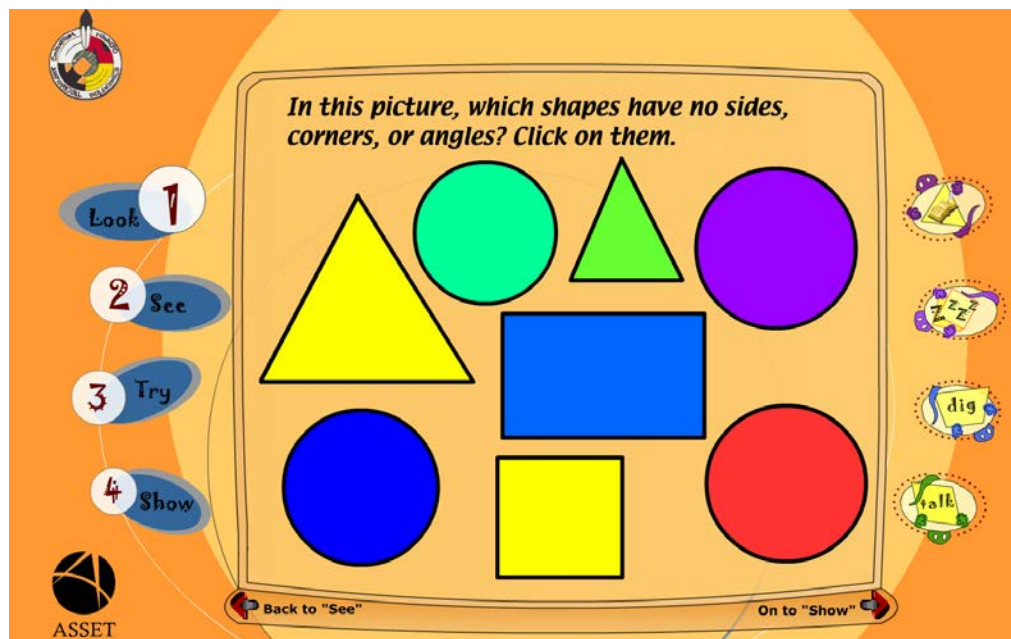 In this picture, which shapes have no sides,
corners, or angles? Click on them.
1
Look
2
See
3
Try
4
Show
z z z z
dig
talk
Back to "See"
On to "Show"
ASSET